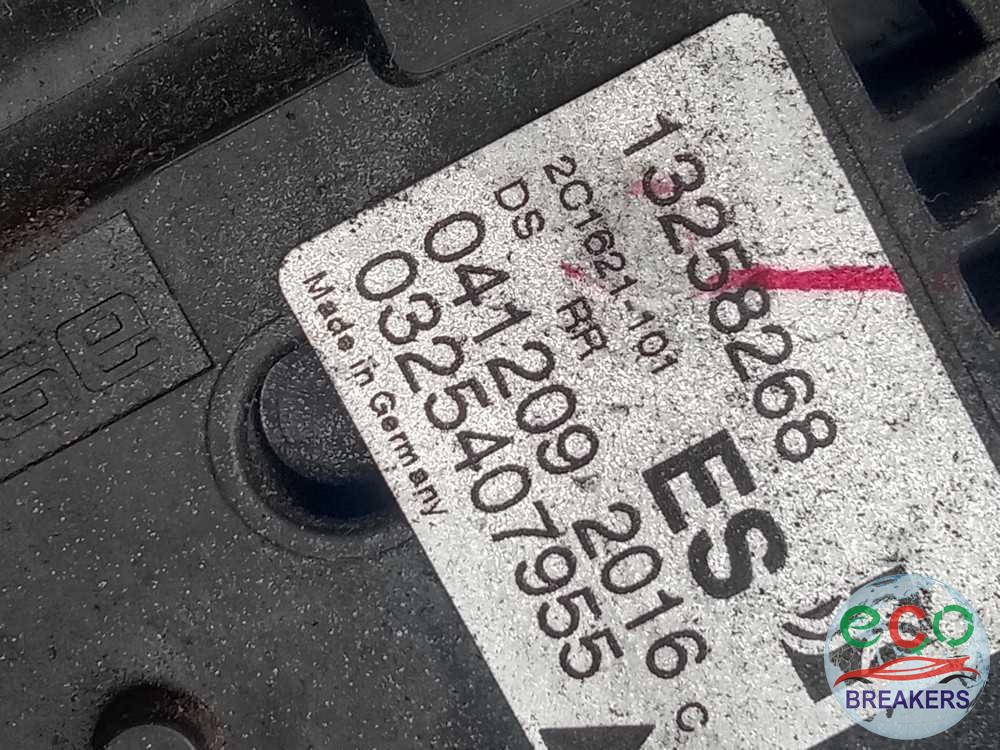 13258268 ES
2C1621-101
DS RR
041209 2016 C
0325407955
Made in Germany.
eco
BREAKERS